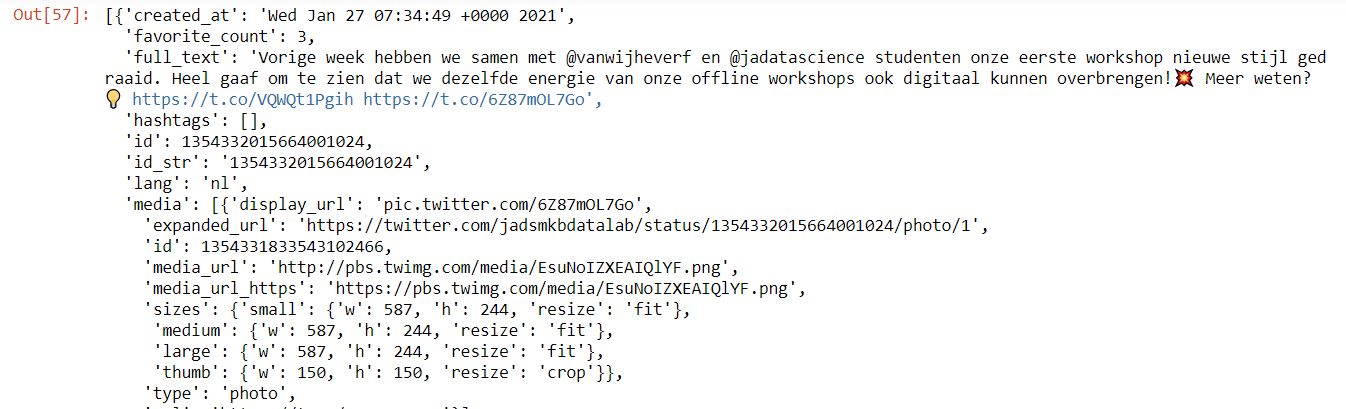 Out[57]: [{'created_at': 'Wed Jan 27 07:34:49 +0000 2021',
'favorite_count': 3,
'full_text': 'Vorige week hebben we samen met @vanwijheverf en @jadatascience studenten onze eerste workshop nieuwe stijl ged
raaid. Heel gaaf om te zien dat we dezelfde energie van onze offline workshops ook digitaal kunnen overbrengen!💥 Meer weten?
💡 https://t.co/VQWQt1Pgih https://t.co/6Z87mOL7Go',
'hashtags': [],
'id': 1354332015664001024,
'id_str': '1354332015664001024',
'lang': 'nl',
'media': [{'display_url': 'pic.twitter.com/6Z87mOL7Go',
'expanded_url': 'https://twitter.com/jadsmkbdatalab/status/1354332015664001024/photo/1',
'id': 1354331833543102466,
'media_url': 'http://pbs.twimg.com/media/EsuNoIZXEAIQlYF.png',
'media_url_https': 'https://pbs.twimg.com/media/EsuNoIZXEAIQlYF.png',
'sizes': {'small': {'w': 587, 'h': 244, 'resize': 'fit'},
'medium': {'w': 587, 'h': 244, 'resize': 'fit'},
'large': {'w': 587, 'h': 244, 'resize': 'fit'},
'thumb': {'w': 150, 'h': 150, 'resize': 'crop'}},
'type': 'photo',